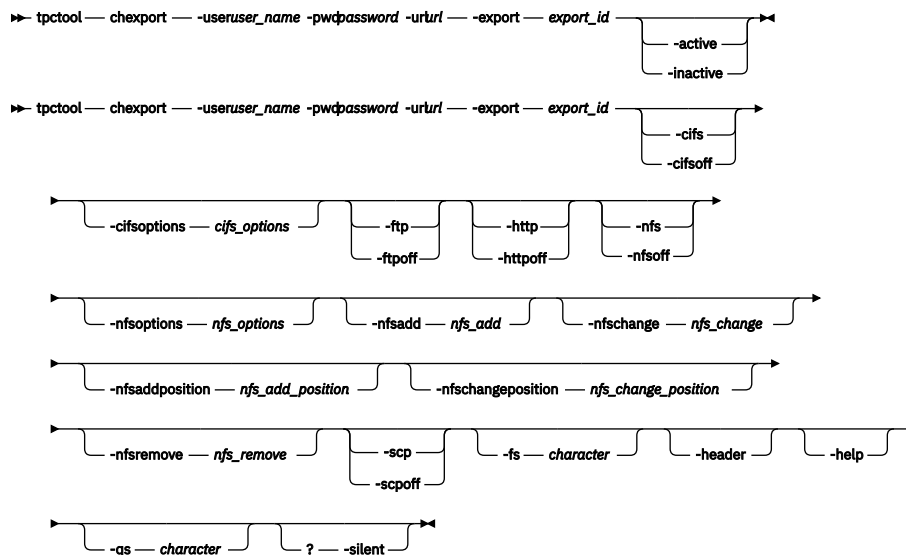 tpctool chexport -useruser_name -pwdpassword -urlurl -export export_id
-active
-inactive
tpctool chexport -useruser_name -pwdpassword -urlurl -export export_id
-cifs
-cifsoff
-cifsoptions cifs_options -ftp -http -nfs
-ftpoff -httpoff -nfsoff
-nfsoptions nfs_options -nfsadd nfs_add -nfschange nfs_change
-nfsaddposition nfs_add_position -nfschangeposition nfs_change_position
-nfsremove nfs_remove -scp -fs character -header -help
-scpoff
-gs character ? -silent